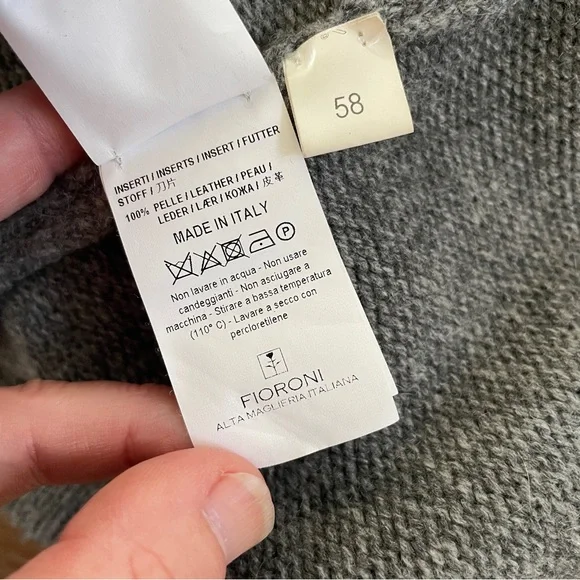 58
INSERTI / INSERTS / INSERT / FUTTER
STOFF / 刀片
100% PELLE / LEATHER / PEAU /
LEDER / LÆR / КОЖА / 皮革
MADE IN ITALY
P
Non lavare in acqua - Non usare
candeggianti - Non asciugare a
macchina - Stirare a bassa temperatura
(110° C) - Lavare a secco con
percloretilene
FIORONI
ALTA MAGLIERIA ITALIANA